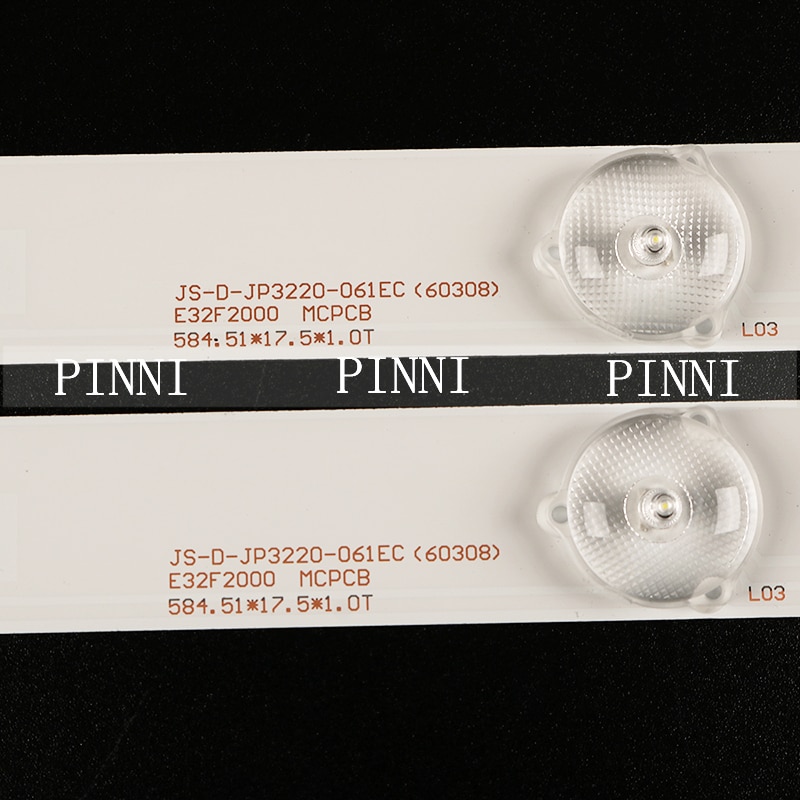 JS-D-JP3220-061EC (60308)
E32F2000 MCPCB
584.51*17.5*1.0T
L03
PINNI PINNI PINNI
JS-D-JP3220-061EC (60308)
E32F2000 MCPCB
584.51*17.5*1.0T
L03